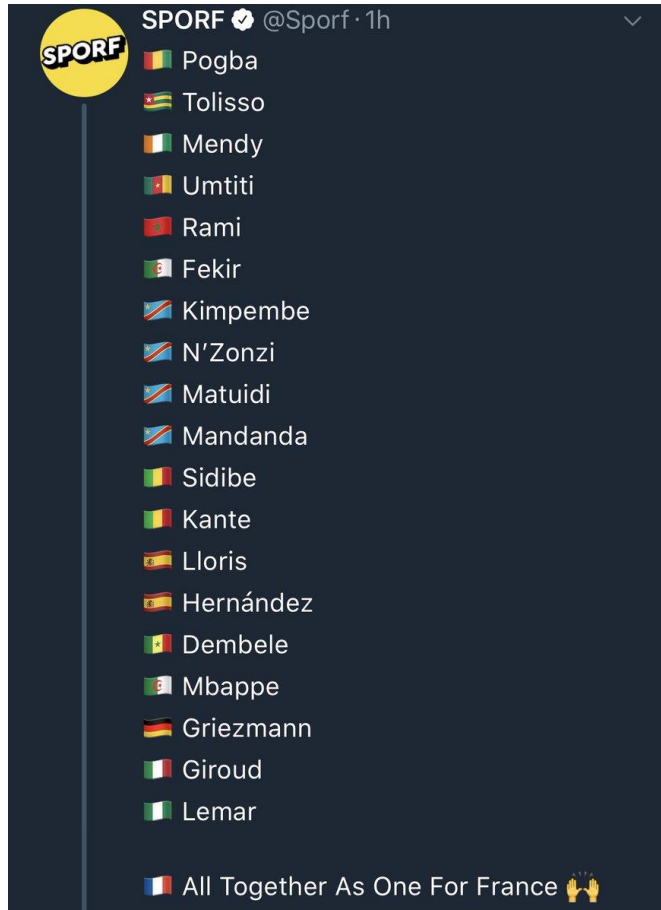 SPORF @Sporf · 1h
SPORF
🇬🇳 Pogba
🇹🇬 Tolisso
🇨🇮 Mendy
🇨🇲 Umtiti
🇲🇦 Rami
🇩🇿 Fekir
🇨🇩 Kimpembe
🇨🇩 N’Zonzi
🇨🇩 Matuidi
🇨🇩 Mandanda
🇲🇱 Sidibe
🇲🇱 Kante
🇪🇸 Lloris
🇪🇸 Hernández
🇸🇳 Dembele
🇩🇿 Mbappe
🇩🇪 Griezmann
🇮🇹 Giroud
🇳🇬 Lemar
🇫🇷 All Together As One For France 🙌